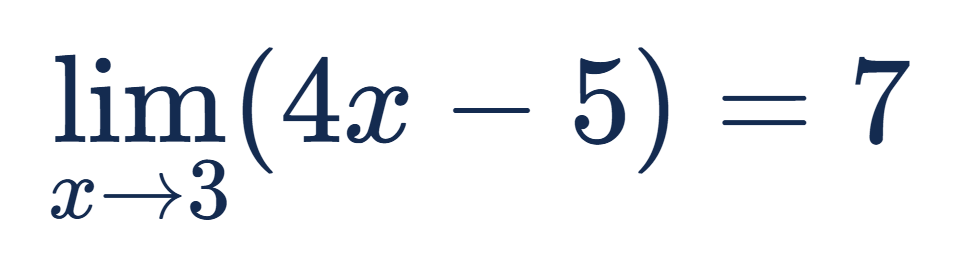 lim(4x − 5) = 7
x→3